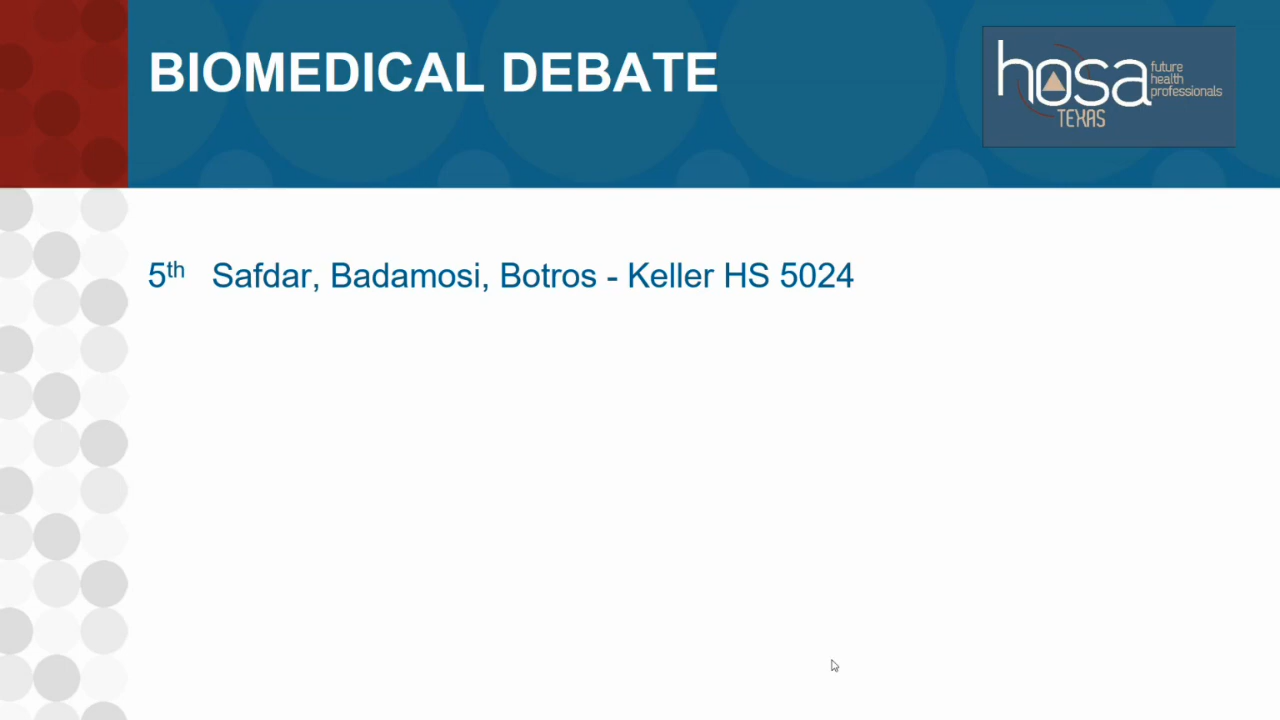 BIOMEDICAL DEBATE
hosa
future
health
professionals
TEXAS
5th Safdar, Badamosi, Botros - Keller HS 5024